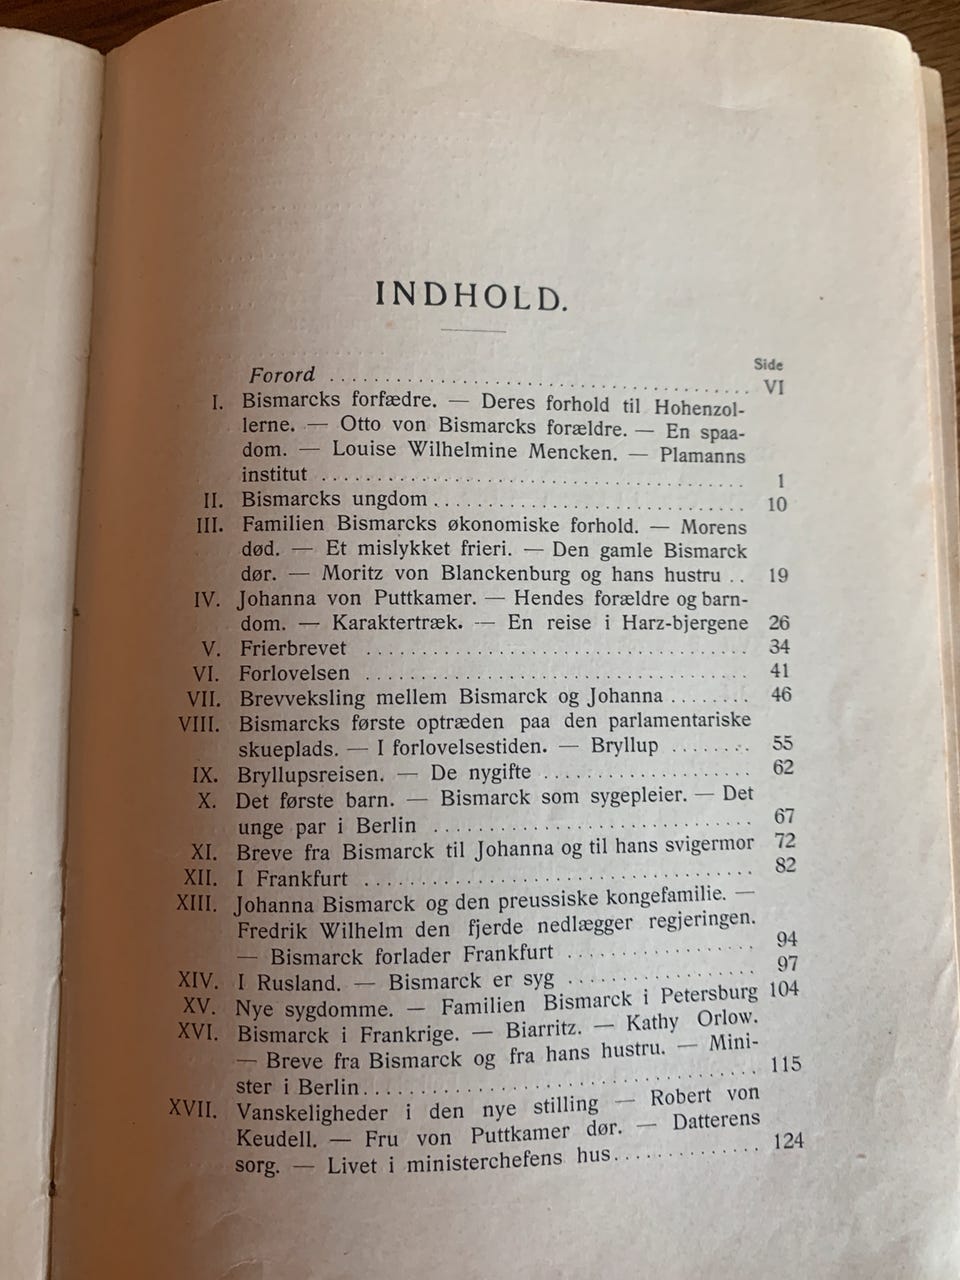 INDHOLD.
Side
Forord ........................................ VI
I. Bismarcks forfædre. — Deres forhold til Hohenzol-
lerne. — Otto von Bismarcks forældre. — En spaa-
dom. — Louise Wilhelmine Mencken. — Plamanns
institut ........................................ 1
II. Bismarcks ungdom ............................. 10
III. Familien Bismarcks økonomiske forhold. — Morens
død. — Et mislykket frieri. — Den gamle Bismarck
dør. — Moritz von Blanckenburg og hans hustru .. 19
IV. Johanna von Puttkamer. — Hendes forældre og barn-
dom. — Karaktertræk. — En reise i Harz-bjergene 26
V. Frierbrevet ................................... 34
VI. Forlovelsen ................................... 41
VII. Brevveksling mellem Bismarck og Johanna ........ 46
VIII. Bismarcks første optræden paa den parlamentariske
skueplads. — I forlovelsestiden. — Bryllup ........ 55
IX. Bryllupsreisen. — De nygifte ................... 62
X. Det første barn. — Bismarck som sygepleier. — Det
unge par i Berlin ............................. 67
XI. Breve fra Bismarck til Johanna og til hans svigermor 72
XII. I Frankfurt ................................... 82
XIII. Johanna Bismarck og den preussiske kongefamilie. —
Fredrik Wilhelm den fjerde nedlægger regjeringen.
— Bismarck forlader Frankfurt ................. 94
XIV. I Rusland. — Bismarck er syg ................. 97
XV. Nye sygdomme. — Familien Bismarck i Petersburg 104
XVI. Bismarck i Frankrige. — Biarritz. — Kathy Orlow.
— Breve fra Bismarck og fra hans hustru. — Mini-
ster i Berlin ................................... 115
XVII. Vanskeligheder i den nye stilling — Robert von
Keudell. — Fru von Puttkamer dør. — Datterens
sorg. — Livet i ministerchefens hus ............. 124